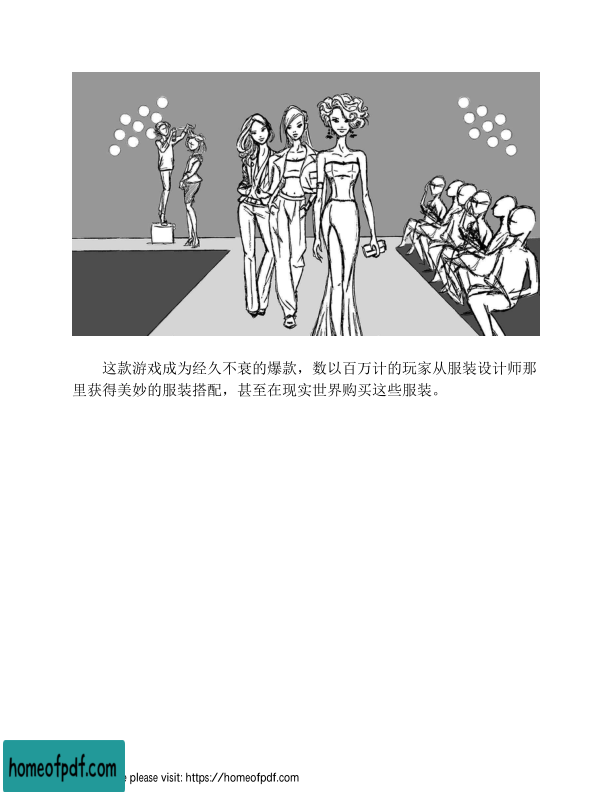 这款游戏成为经久不衰的爆款，数以百万计的玩家从服装设计师那
里获得美妙的服装搭配，甚至在现实世界购买这些服装。
homeofpdf.com
e please visit: https://homeofpdf.com